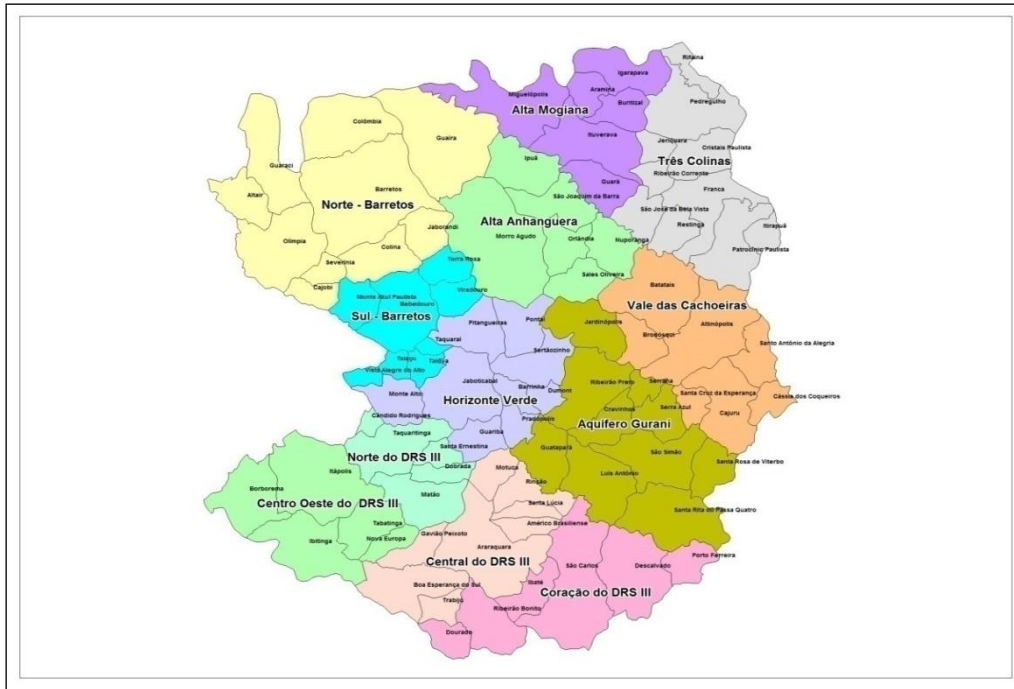 Rifaina
Igarapava
Miguelópolis
Aramina
Buritizal
Pedregulho
Alta Mogiana
Colômbia
Guaíra
Ituverava
Jeriquara
Cristais Paulista
Três Colinas
Ipuã
Guaraci
Ribeirão Corrente
Guará
Franca
Altair
Barretos
São Joaquim da Barra
Norte - Barretos
São José da Bela Vista
Alta Anhanguera
Restinga
Itirapuã
Jaborandi
Morro Agudo
Orlândia
Nuporanga
Olímpia
Colina
Patrocínio Paulista
Severínia
Terra Roxa
Sales Oliveira
Cajobi
Viradouro
Batatais
Monte Azul Paulista
Bebedouro
Vale das Cachoeiras
Sul - Barretos
Pitangueiras
Pontal
Jardinópolis
Altinópolis
Taquaral
Brodósqui
Santo Antônio da Alegria
Sertãozinho
Taiaçu
Taiúva
Vista Alegre do Alto
Jaboticabal
Ribeirão Preto
Serrana
Monte Alto
Barrinha
Dumont
Santa Cruz da Esperança
Cássia dos Coqueiros
Horizonte Verde
Serra Azul
Cândido Rodrigues
Cravinhos
Cajuru
Pradópolis
Aquifero Gurani
Taquaritinga
Guariba
Santa Ernestina
Guatapará
São Simão
Norte do DRS III
Dobrada
Santa Rosa de Viterbo
Itápolis
Motuca
Luis Antônio
Borborema
Rincão
Matão
Centro Oeste do DRS III
Santa Lúcia
Santa Rita do Passa Quatro
Tabatinga
Américo Brasiliense
Ibitinga
Nova Europa
Gavião Peixoto
Araraquara
Porto Ferreira
Central do DRS III
São Carlos
Descalvado
Boa Esperança do Sul
Ibaté
Coração do DRS III
Trabiju
Ribeirão Bonito
Dourado